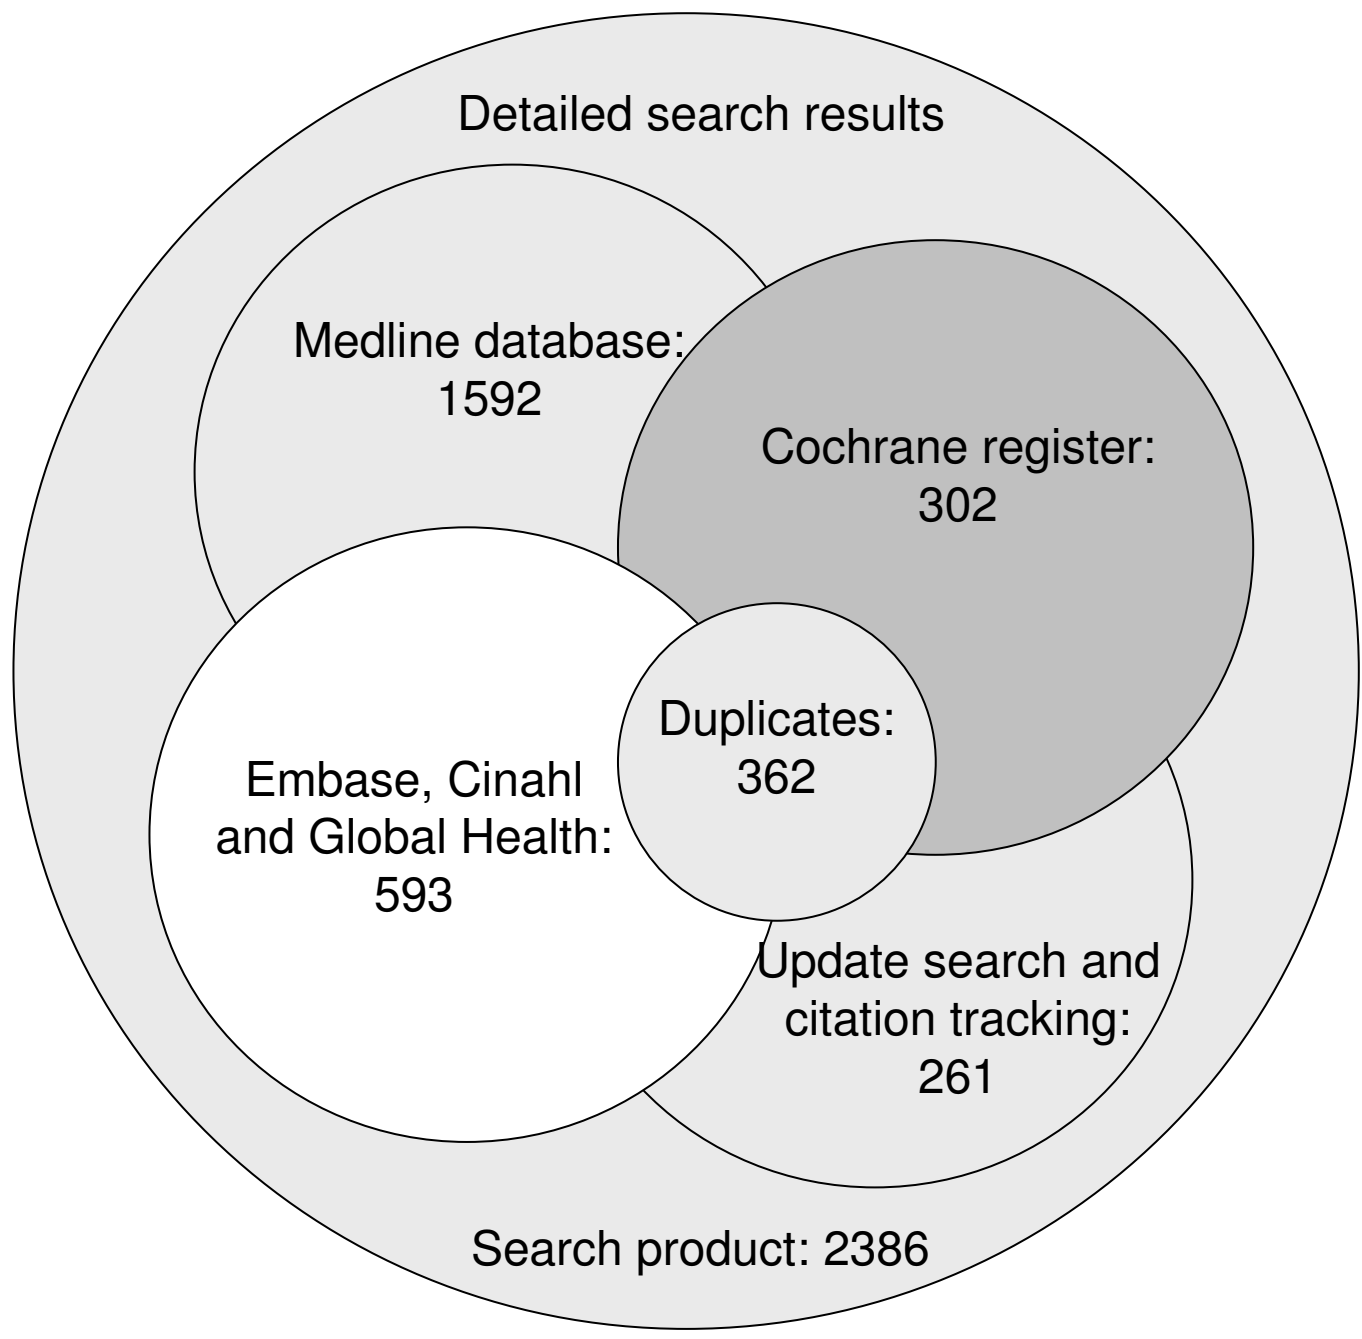 Detailed search results
Medline database:
1592
Cochrane register:
302
Duplicates:
362
Embase, Cinahl
and Global Health:
593
Update search and
citation tracking:
261
Search product: 2386